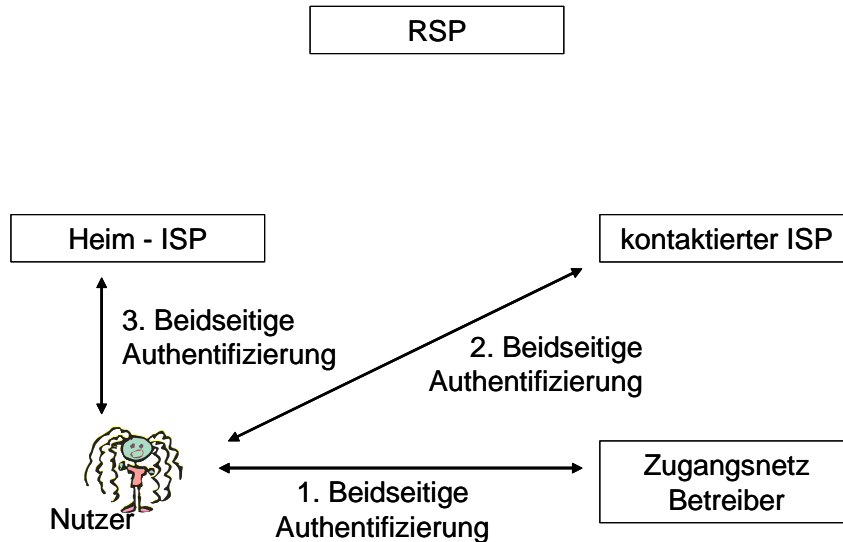 RSP
Heim - ISP
kontaktierter ISP
3. Beidseitige
Authentifizierung
2. Beidseitige
Authentifizierung
Zugangsnetz
Betreiber
1. Beidseitige
Authentifizierung
Nutzer